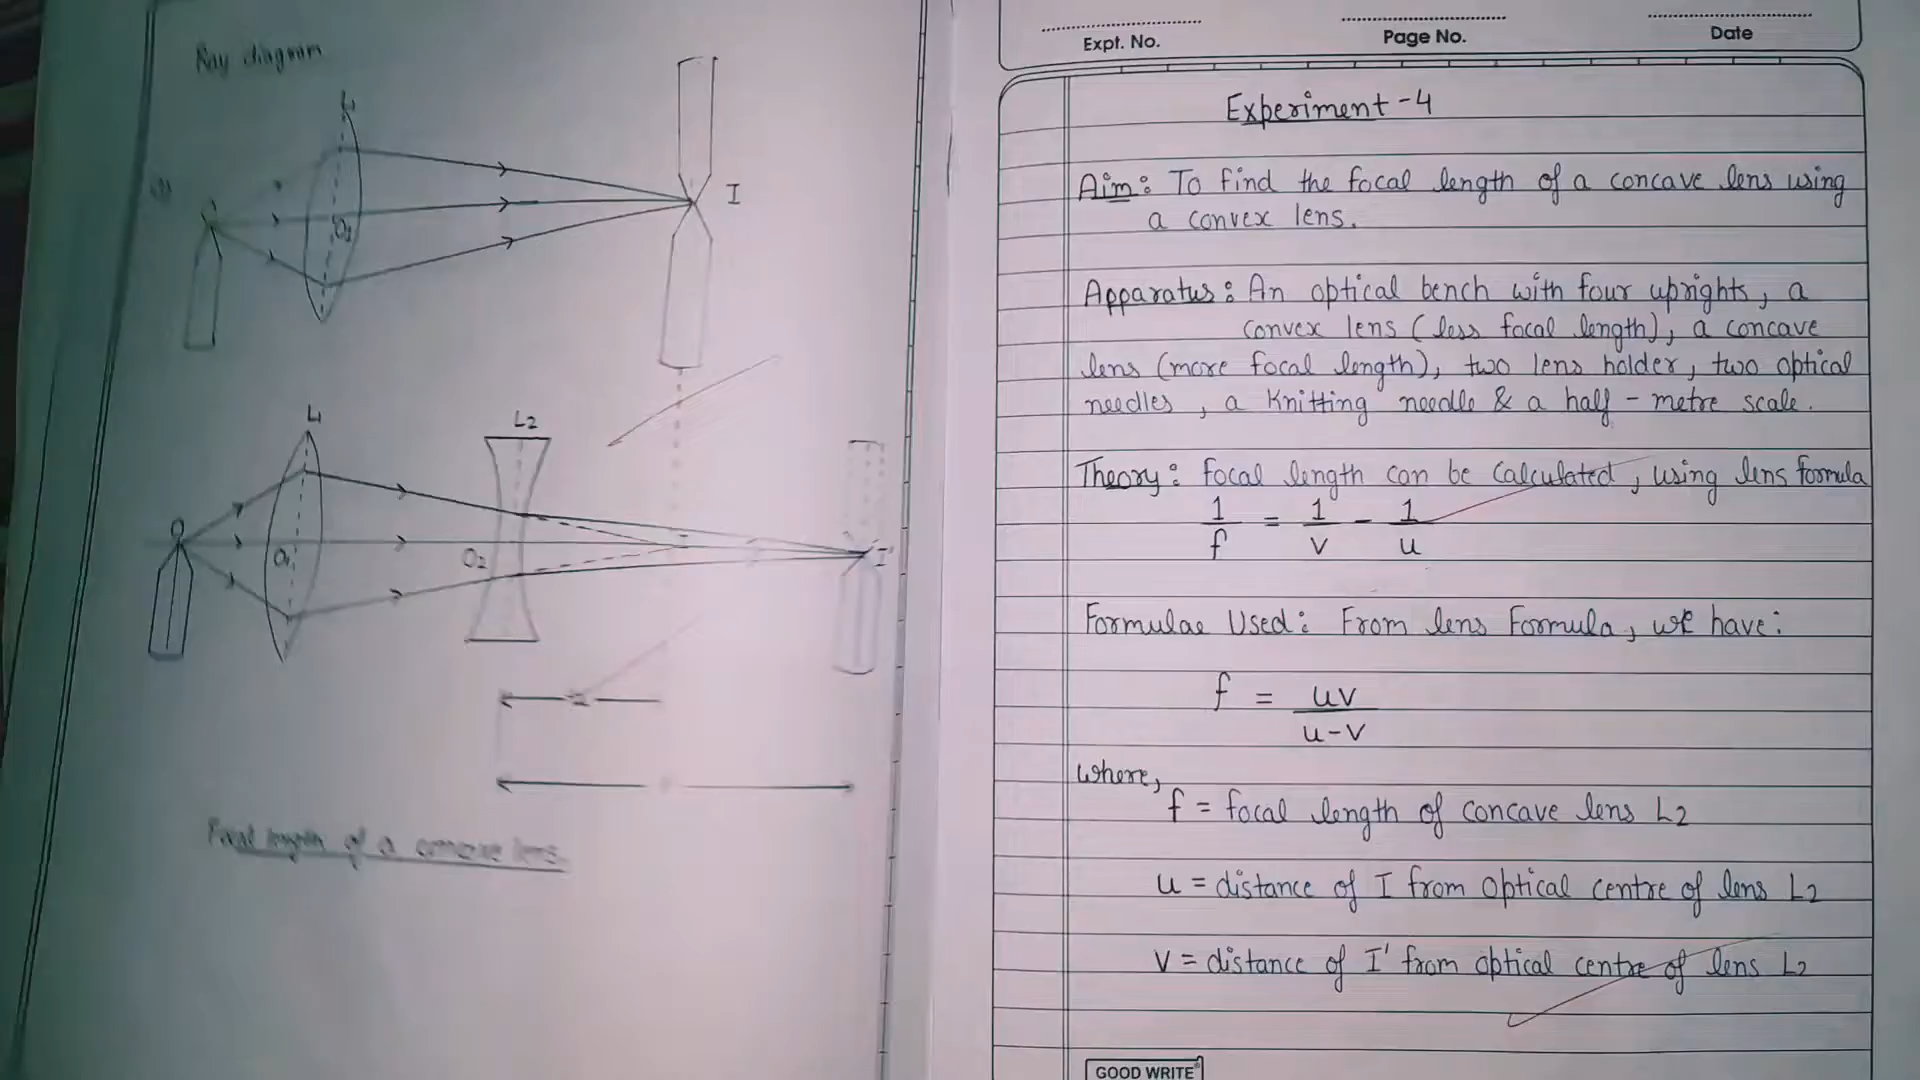 Ray diagram
L1
I
O1
L1
L2
O
O1
O2
I'
Focal length of a concave lens.
Expt. No.
Page No.
Date
Experiment - 4
Aim: To find the focal length of a concave lens using
a convex lens.
Apparatus: An optical bench with four uprights, a
convex lens (less focal length), a concave
lens (more focal length), two lens holder, two optical
needles, a Knitting needle & a half - metre scale.
Theory: Focal length can be calculated, using lens formula
1/f = 1/v - 1/u
Formulae Used: From lens Formula, we have:
f = uv/u-v
where,
f = focal length of concave lens L2
u = distance of I from optical centre of lens L2
v = distance of I' from optical centre of lens L2
GOOD WRITE